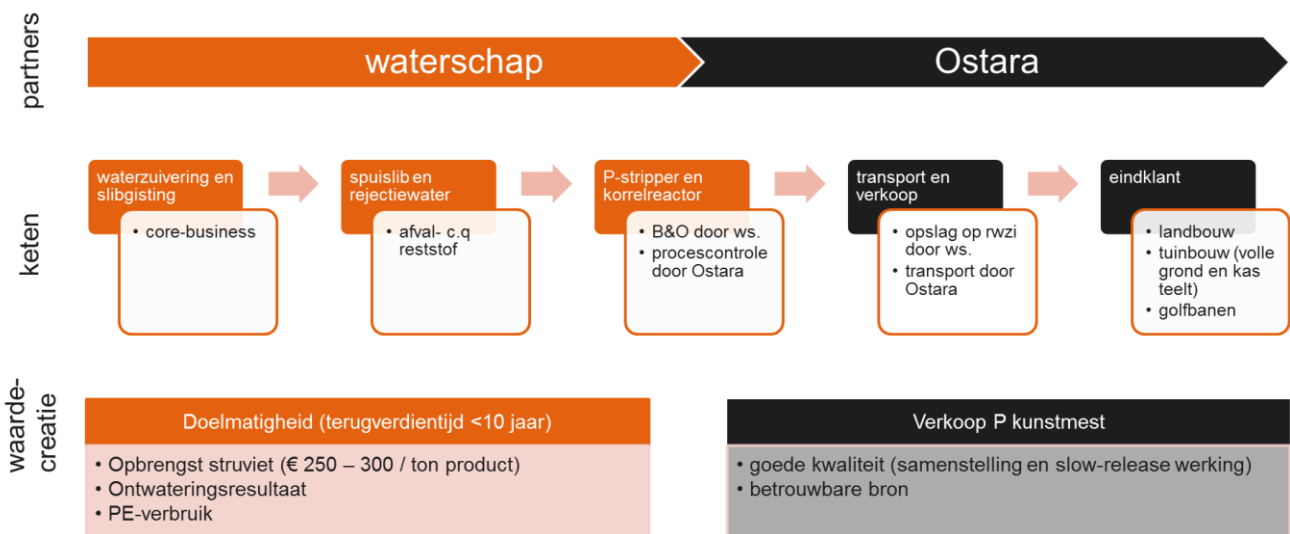 partners
waterschap
Ostara
keten
waterzuivering en
slibgisting
• core-business
spuislib en
rejectiewater
• afval- c.q
reststof
P-stripper en
korrelreactor
• B&O door ws.
• procescontrole
door Ostara
transport en
verkoop
• opslag op rwzi
door ws.
• transport door
Ostara
eindklant
• landbouw
• tuinbouw (volle
grond en kas
teelt)
• golfbanen
waarde-
creatie
Doelmatigheid (terugverdientijd <10 jaar)
• Opbrengst struviet (€ 250 – 300 / ton product)
• Ontwateringsresultaat
• PE-verbruik
Verkoop P kunstmest
• goede kwaliteit (samenstelling en slow-release werking)
• betrouwbare bron